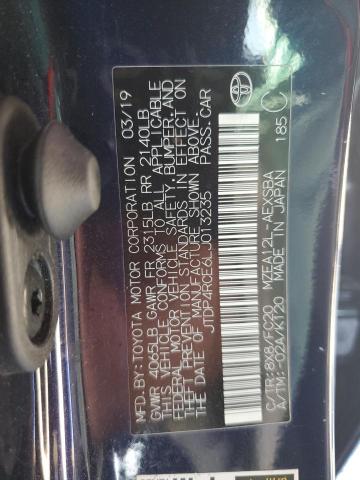 MFD.BY:TOYOTA MOTOR CORPORATION 03/19
GVWR 4065LB GAWR FR 2315LB RR 2140LB
THIS VEHICLE CONFORMS TO ALL APPLICABLE
FEDERAL MOTOR VEHICLE SAFETY, BUMPER, AND
THEFT PREVENTION STANDARDS IN EFFECT ON
THE DATE OF MANUFACTURE SHOWN ABOVE.
JTDP4RCE6LJ013235 PASS.CAR
C/TR:8X8/FC20 MZEA12L-AEXSBA
A/TM:-02A/K120 MADE IN JAPAN 185